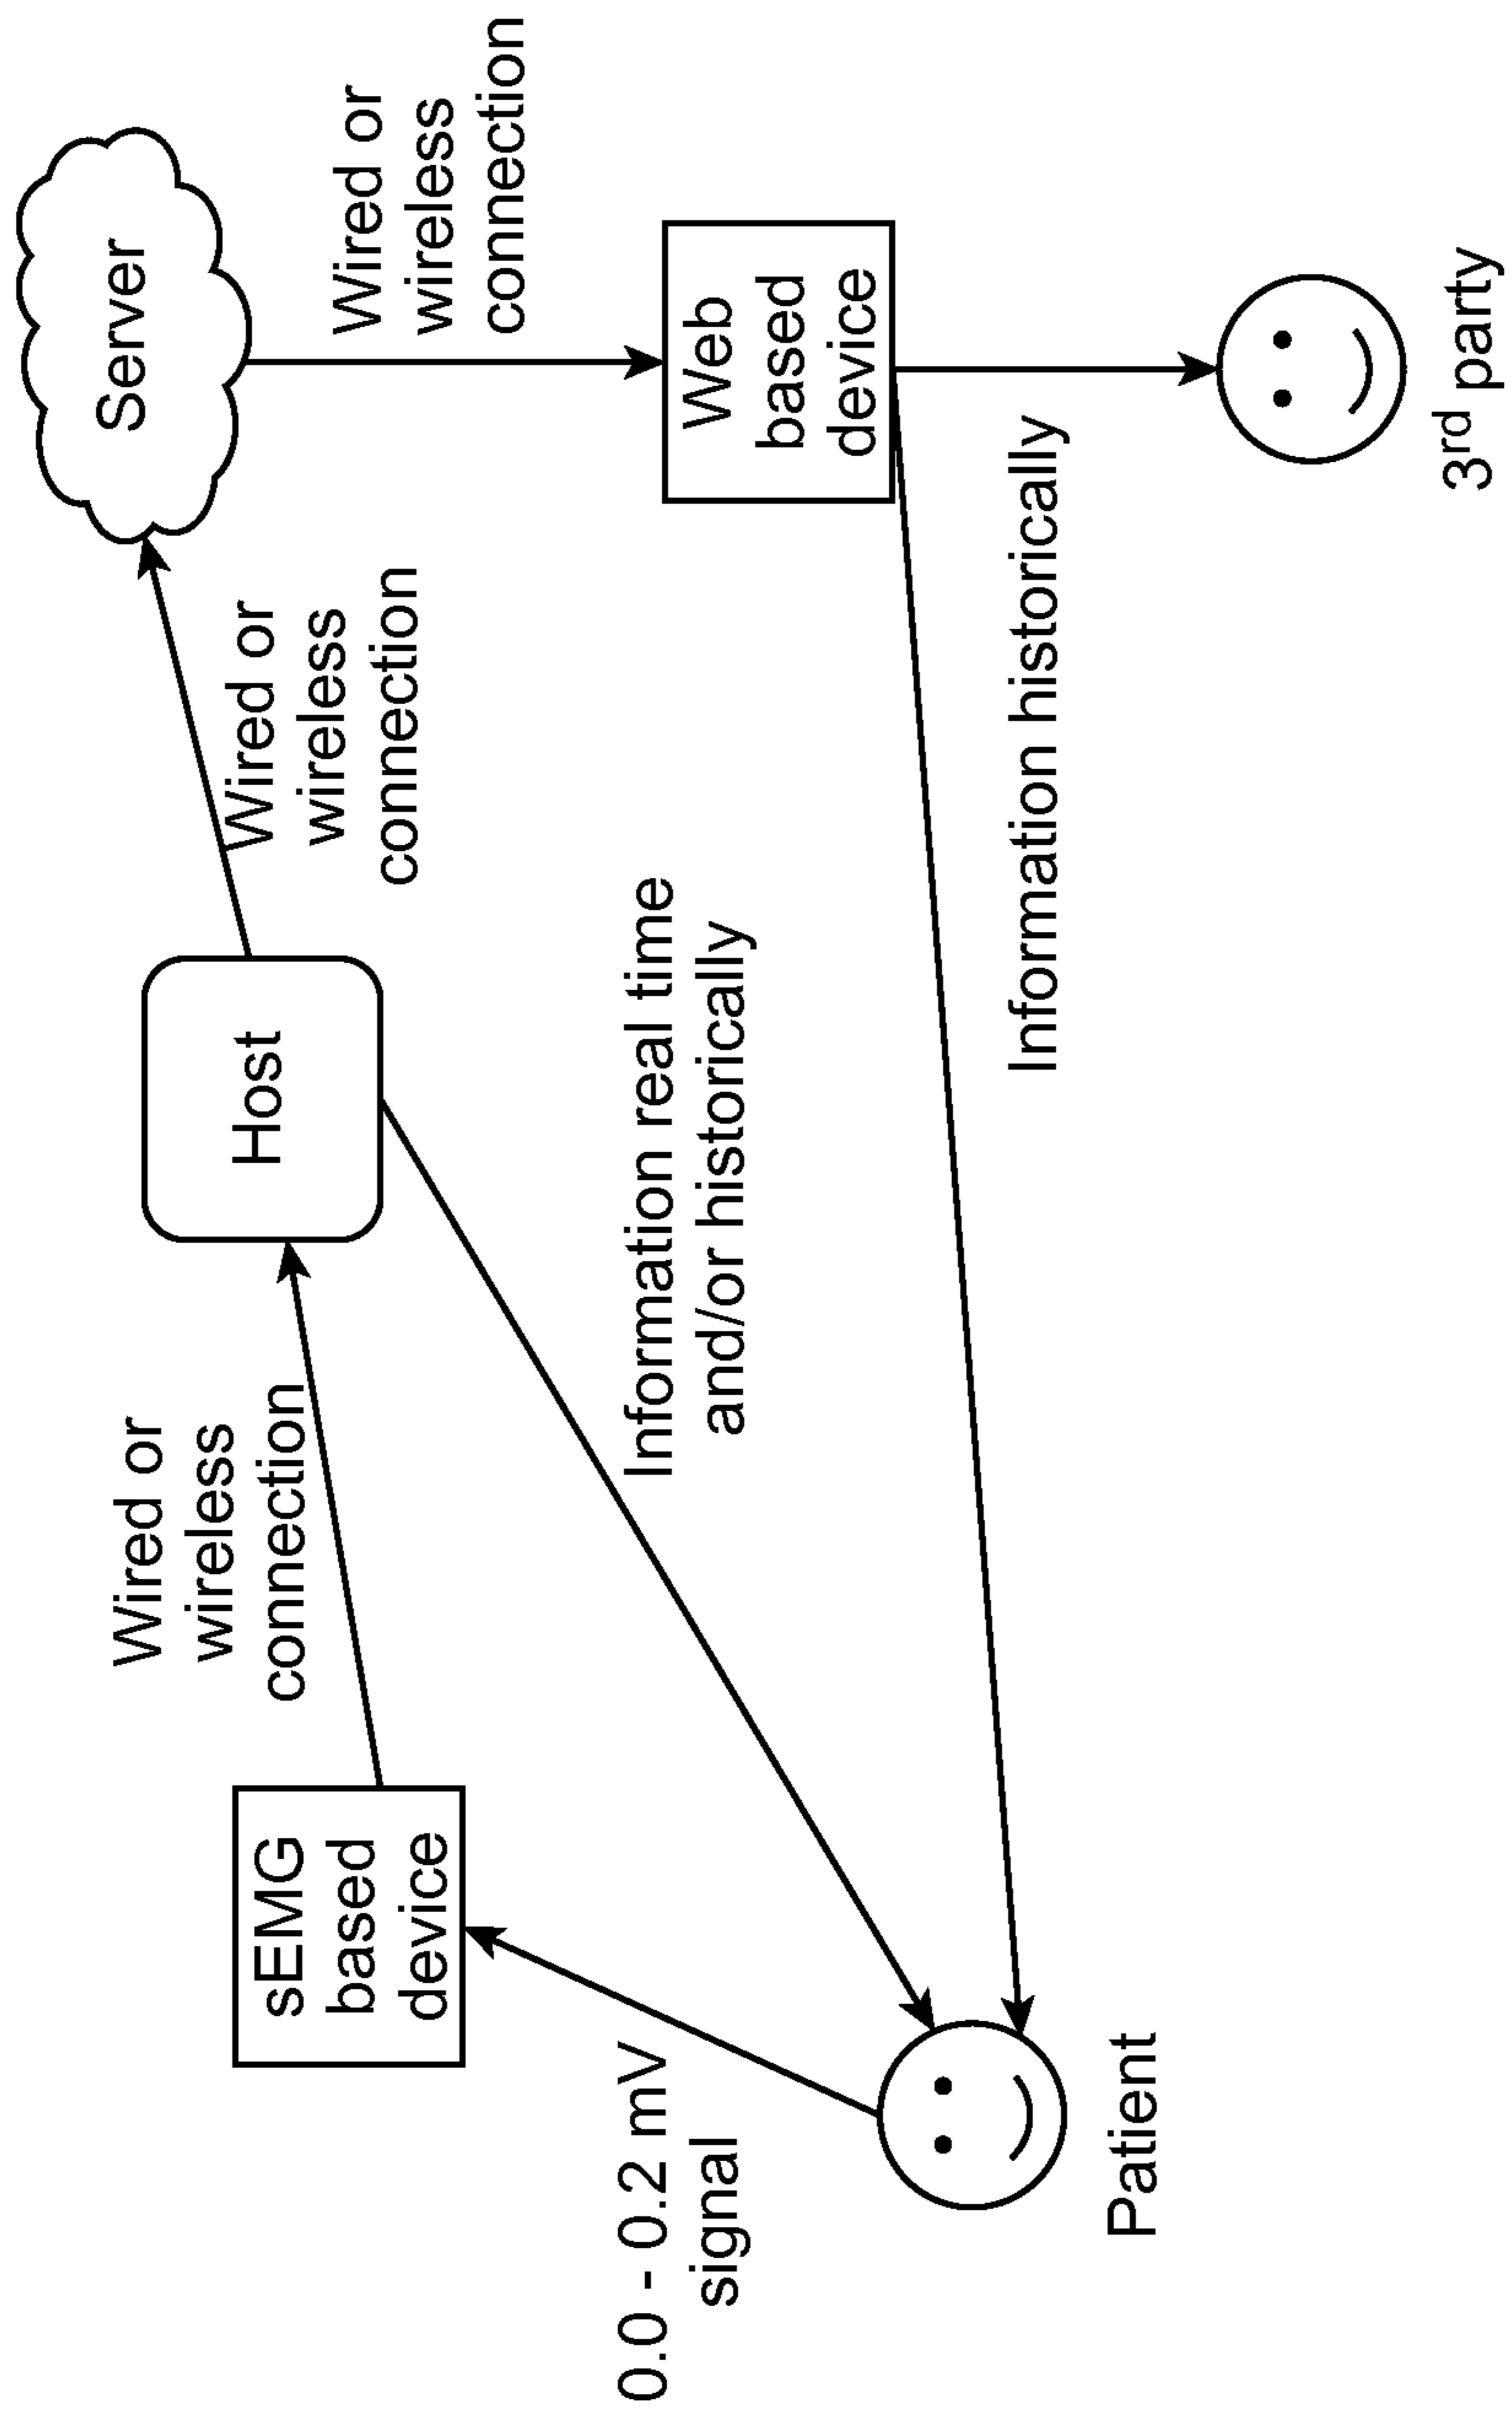 Server
Wired or
wireless
connection
Host
Wired or
wireless
connection
Wired or
wireless
connection
sEMG
based
device
Web
based
device
Information real time
and/or historically
0.0 - 0.2 mV
signal
Information historically
Patient
3rd party